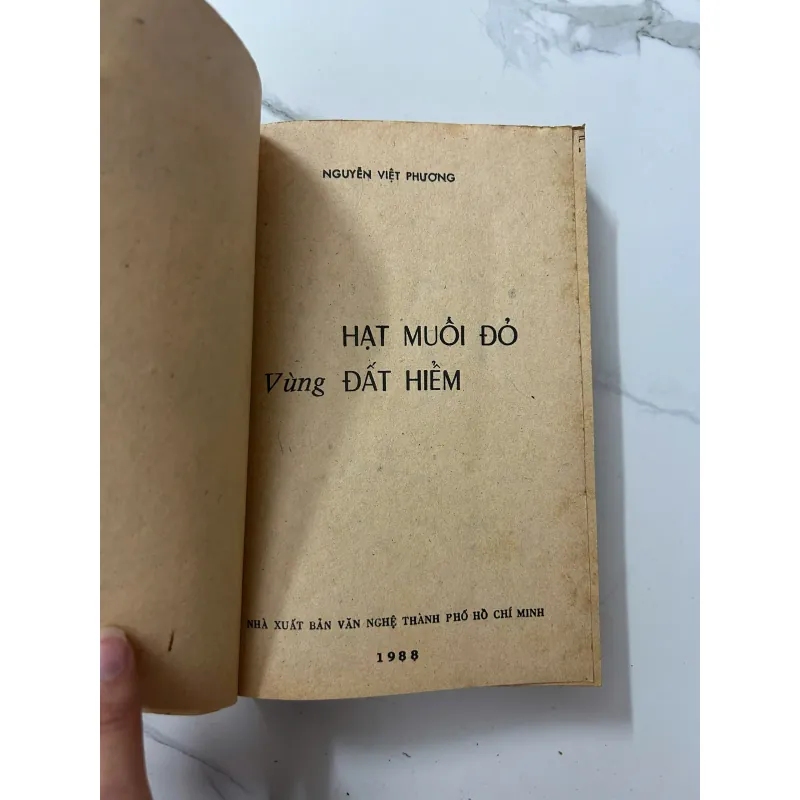 NGUYỄN VIỆT PHƯƠNG
HẠT MUỐI ĐỎ
Vùng ĐẤT HIỂM
NHÀ XUẤT BẢN VĂN NGHỆ THÀNH PHỐ HỒ CHÍ MINH
1988